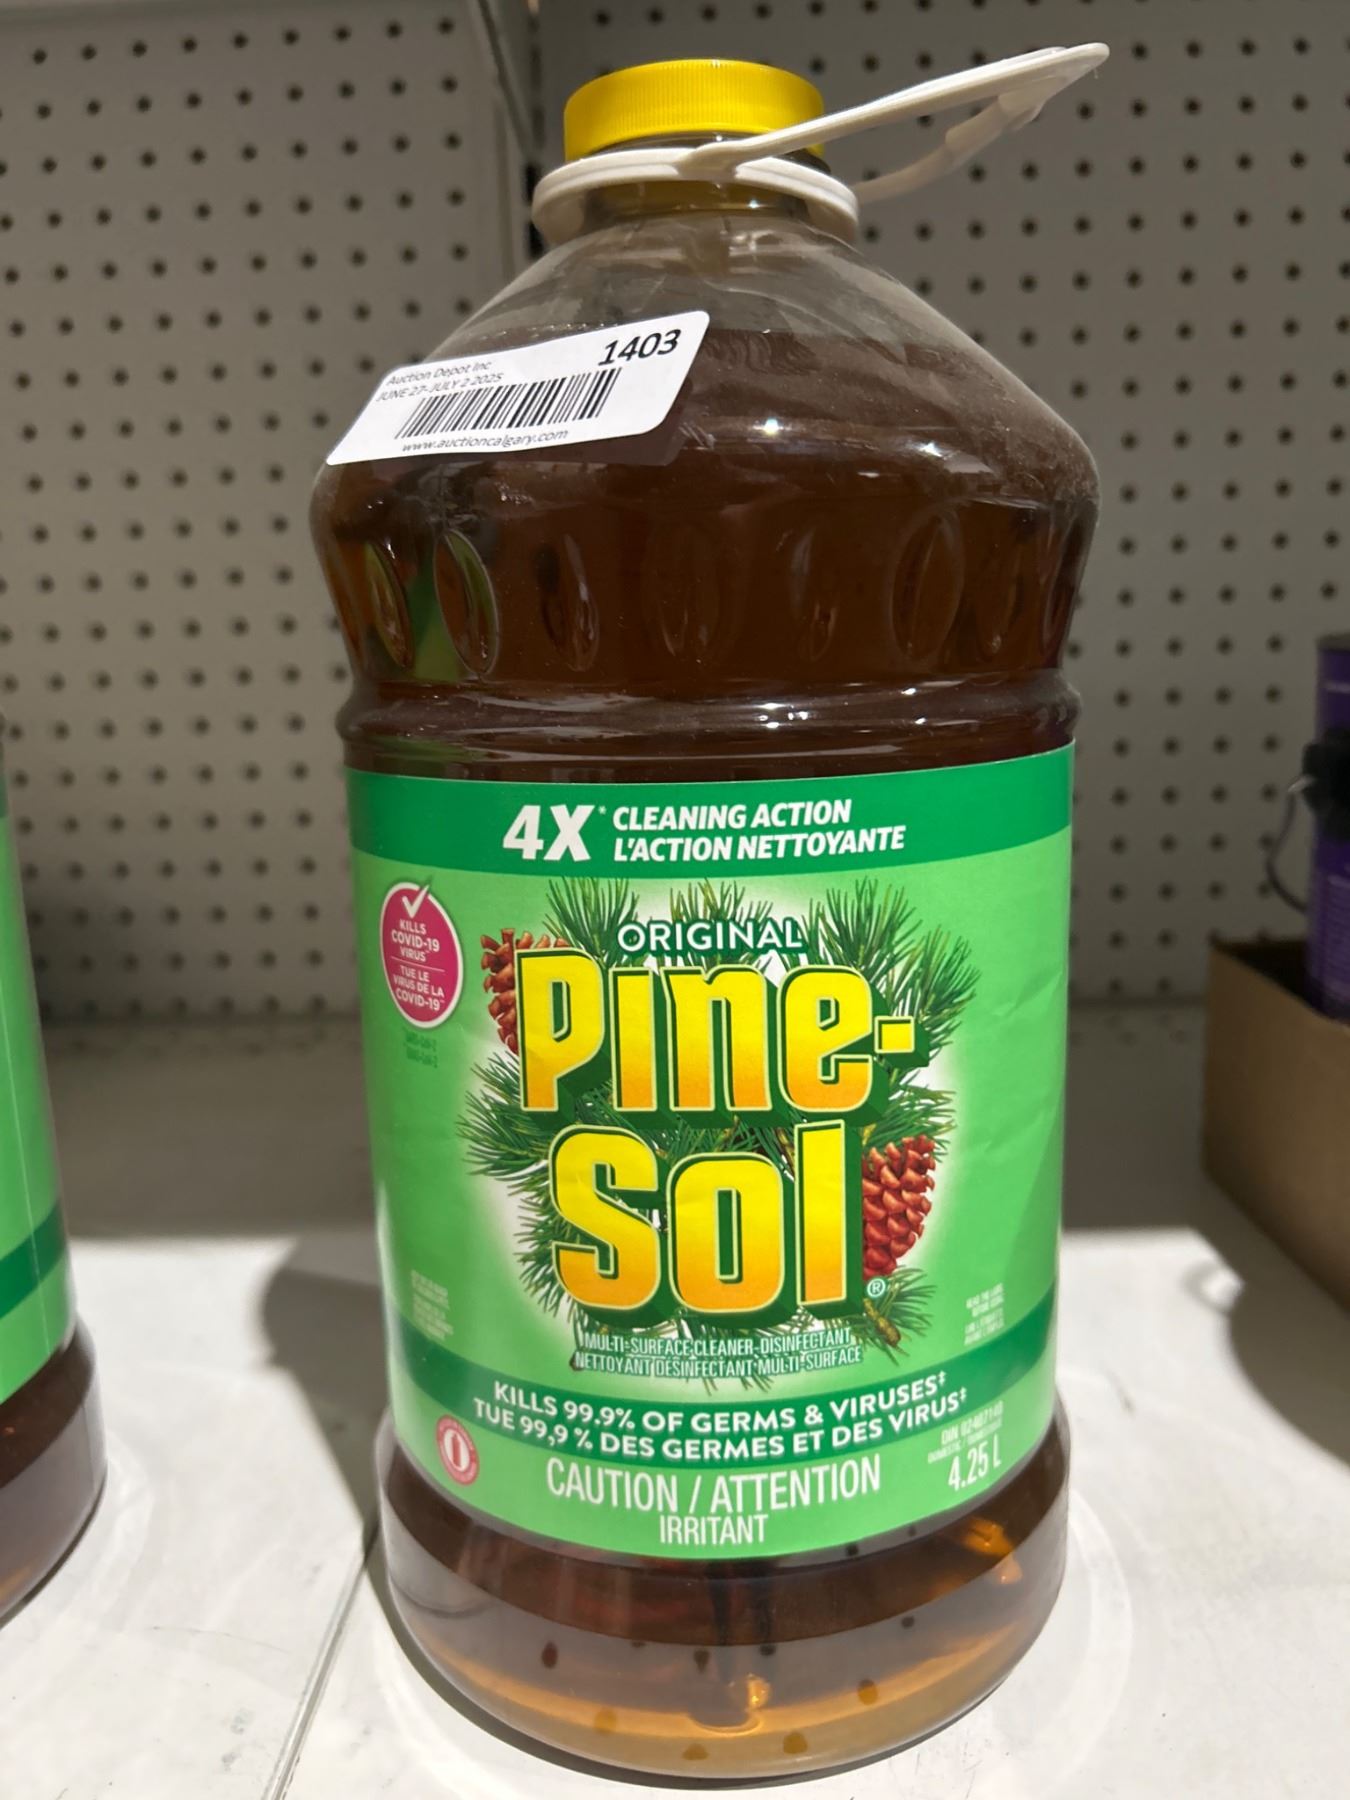 Auction Depot Inc
1403
JUNE 27-JULY 2 2025
www.auctioncalgary.com
4X* CLEANING ACTION
L'ACTION NETTOYANTE
KILLS
COVID-19
VIRUS
TUE LE
VIRUS DE LA
COVID-19
ORIGINAL
Pine-
Sol®
MULTI-SURFACE CLEANER-DISINFECTANT
NETTOYANT DÉSINFECTANT MULTI-SURFACE
KILLS 99.9% OF GERMS & VIRUSES‡
TUE 99,9 % DES GERMES ET DES VIRUS‡
DIN 02407140
4.25 L
CAUTION / ATTENTION
IRRITANT